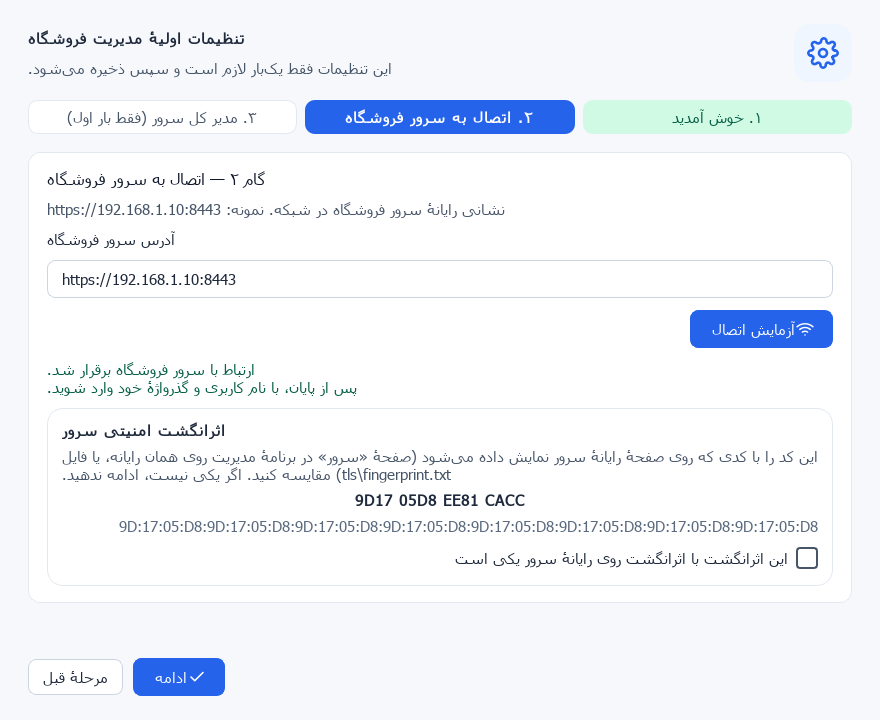 تنظیمات اولیهٔ مدیریت فروشگاه
این تنظیمات فقط یک‌بار لازم است و سپس ذخیره می‌شود.
۱. خوش آمدید
۲. اتصال به سرور فروشگاه
۳. مدیر کل سرور (فقط بار اول)
گام ۲ — اتصال به سرور فروشگاه
نشانی رایانهٔ سرور فروشگاه در شبکه. نمونه: https://192.168.1.10:8443
آدرس سرور فروشگاه
https://192.168.1.10:8443
آزمایش اتصال
ارتباط با سرور فروشگاه برقرار شد.
پس از پایان، با نام کاربری و گذرواژهٔ خود وارد شوید.
اثرانگشت امنیتی سرور
این کد را با کدی که روی صفحهٔ رایانهٔ سرور نمایش داده می‌شود (صفحهٔ «سرور» در برنامهٔ مدیریت روی همان رایانه، یا فایل
tls\fingerprint.txt) مقایسه کنید. اگر یکی نیست، ادامه ندهید.
9D17 05D8 EE81 CACC
9D:17:05:D8:9D:17:05:D8:9D:17:05:D8:9D:17:05:D8:9D:17:05:D8:9D:17:05:D8:9D:17:05:D8:9D:17:05:D8
این اثرانگشت با اثرانگشت روی رایانهٔ سرور یکی است
ادامه
مرحلهٔ قبل